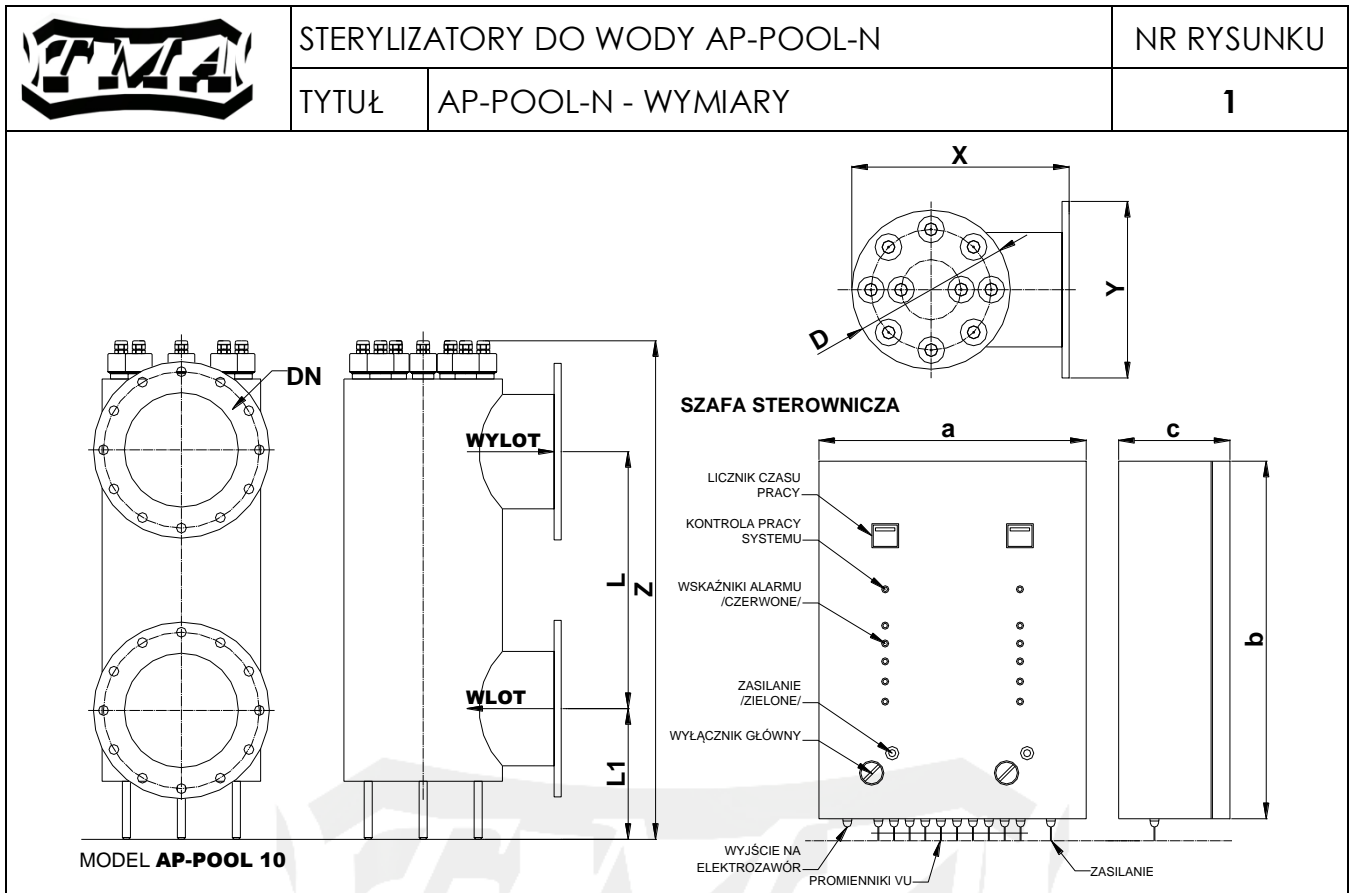 TMA
STERYLIZATORY DO WODY AP-POOL-N
NR RYSUNKU
TYTUŁ
AP-POOL-N - WYMIARY
1
X
Y
D
DN
WYLOT
L
Z
WLOT
L1
MODEL AP-POOL 10
SZAFA STEROWNICZA
a
c
b
LICZNIK CZASU
PRACY
KONTROLA PRACY
SYSTEMU
WSKAŹNIKI ALARMU
/CZERWONE/
ZASILANIE
/ZIELONE/
WYŁĄCZNIK GŁÓWNY
WYJŚCIE NA
ELEKTROZAWÓR
PROMIENNIKI VU
ZASILANIE
TMA